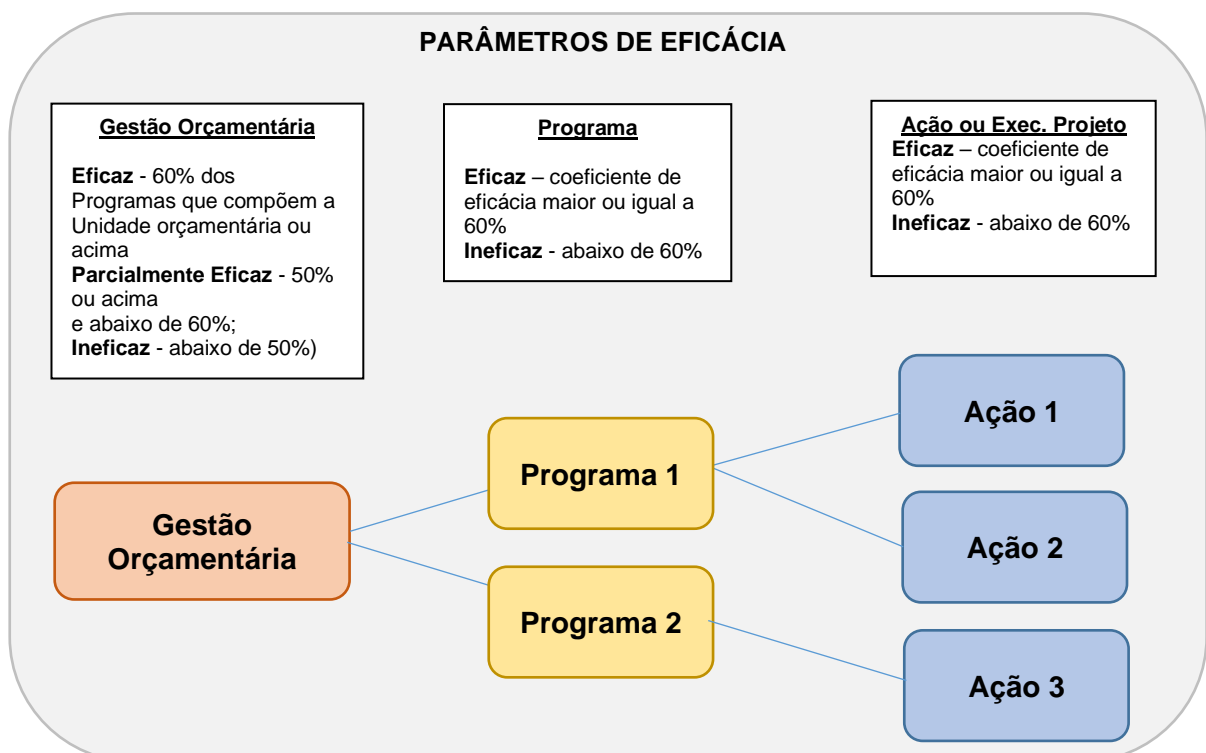 PARÂMETROS DE EFICÁCIA
Gestão Orçamentária
Eficaz - 60% dos
Programas que compõem a
Unidade orçamentária ou
acima
Parcialmente Eficaz - 50%
ou acima
e abaixo de 60%;
Ineficaz - abaixo de 50%)
Programa
Eficaz – coeficiente de
eficácia maior ou igual a
60%
Ineficaz - abaixo de 60%
Ação ou Exec. Projeto
Eficaz – coeficiente de
eficácia maior ou igual a
60%
Ineficaz - abaixo de 60%
Gestão
Orçamentária
Programa 1
Programa 2
Ação 1
Ação 2
Ação 3